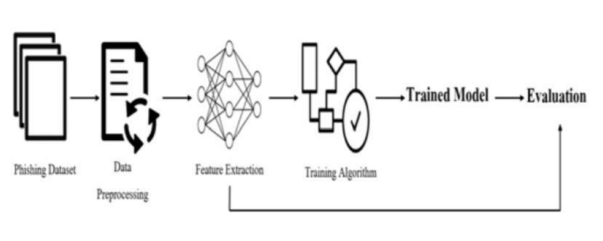 Trained Model
Evaluation
Phishing Dataset
Data
Preprocessing
Feature Extraction
Training Algorithm